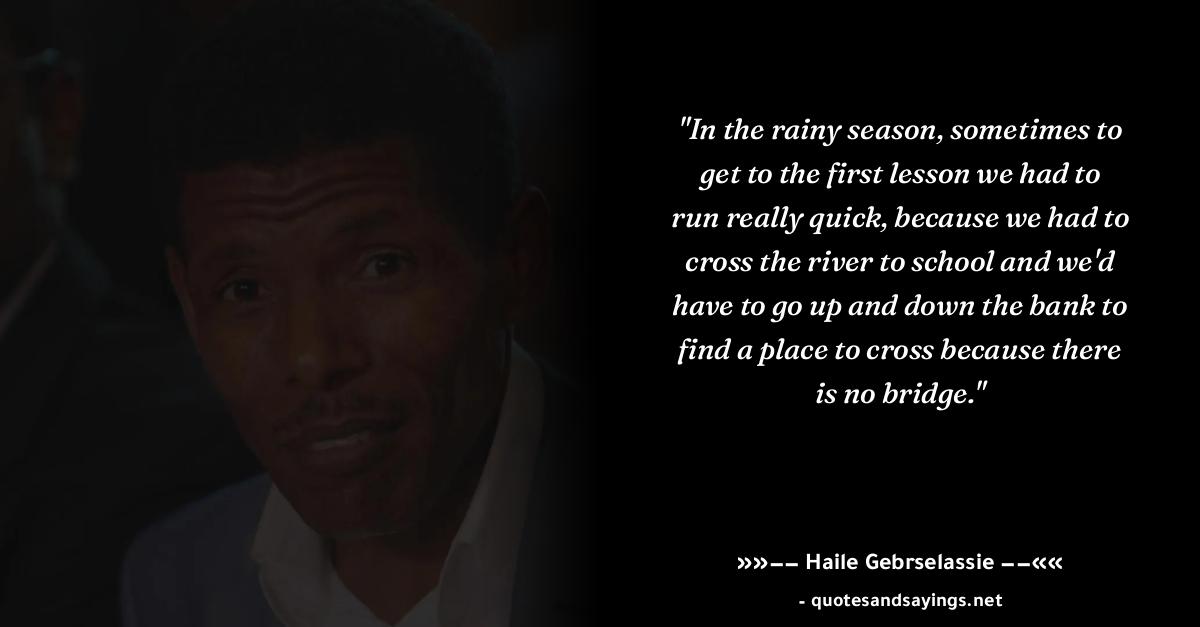 "In the rainy season, sometimes to
get to the first lesson we had to
run really quick, because we had to
cross the river to school and we'd
have to go up and down the bank to
find a place to cross because there
is no bridge."
»»−− Haile Gebrselassie −−««
- quotesandsayings.net